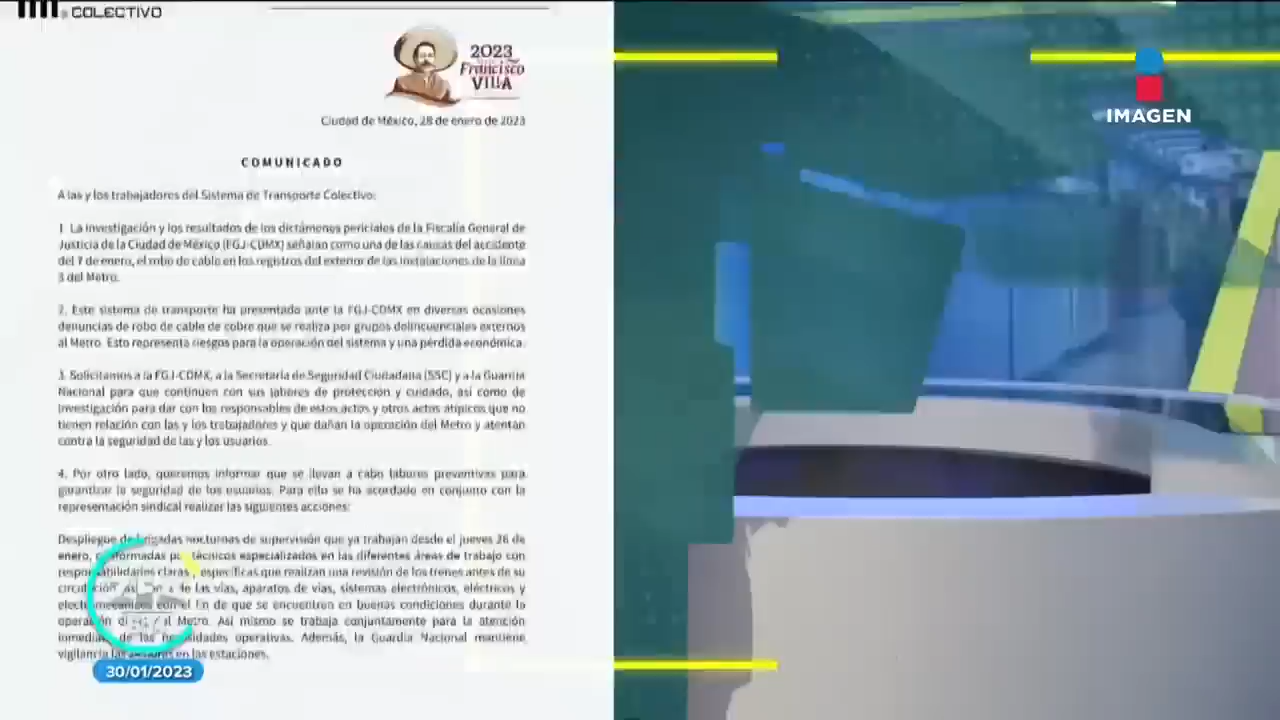 COLECTIVO
2023
Francisco
VILLA
IMAGEN
Ciudad de México, 28 de enero de 2023
COMUNICADO
A las y los trabajadores del Sistema de Transporte Colectivo:
1. La investigación y los resultados de los dictámenes periciales de la Fiscalía General de
Justicia de la Ciudad de México (FGJ-CDMX) señalan como una de las causas del accidente
del 7 de enero, el robo de cable en los registros del exterior de las instalaciones de la línea
3 del Metro.
2. Este sistema de transporte ha presentado ante la FGJ-CDMX en diversas ocasiones
denuncias de robo de cable de cobre que se realiza por grupos delincuenciales externos
al Metro. Esto representa riesgos para la operación del sistema y una pérdida económica.
3. Solicitamos a la FGJ-CDMX, a la Secretaría de Seguridad Ciudadana (SSC) y a la Guardia
Nacional para que continúen con sus labores de protección y cuidado, así como de
investigación para dar con los responsables de estos actos y otros actos atípicos que no
tienen relación con las y los trabajadores y que dañan la operación del Metro y atentan
contra la seguridad de las y los usuarios.
4. Por otro lado, queremos informar que se llevan a cabo labores preventivas para
garantizar la seguridad de los usuarios. Para ello se ha acordado en conjunto con la
representación sindical realizar las siguientes acciones:
Despliegue de brigadas nocturnas de supervisión que ya trabajan desde el jueves 26 de
enero, conformadas por técnicos especializados en las diferentes áreas de trabajo con
responsabilidades claras y específicas que realizan una revisión de los trenes antes de su
de las vías, aparatos de vías, sistemas electrónicos, eléctricos y
electromecánicos con el fin de que se encuentren en buenas condiciones durante la
operación del Metro. Así mismo se trabaja conjuntamente para la atención
inmediata de las necesidades operativas. Además, la Guardia Nacional mantiene
vigilancia las 24 horas en las estaciones.
30/01/2023